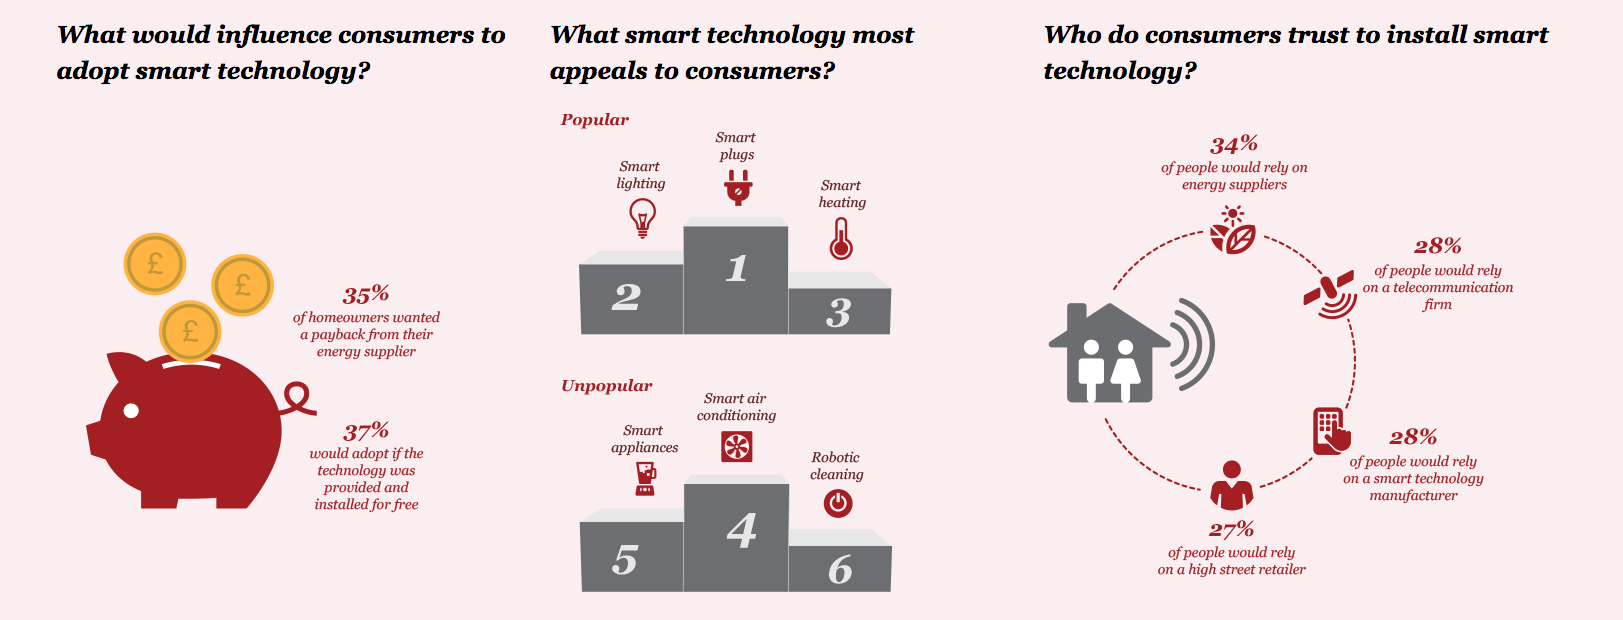 What would influence consumers to
adopt smart technology?
£
£
£
35%
of homeowners wanted
a payback from their
energy supplier
37%
would adopt if the
technology was
provided and
installed for free
What smart technology most
appeals to consumers?
Popular
Smart
plugs
Smart
lighting
Smart
heating
1
2
3
Unpopular
Smart air
conditioning
Smart
appliances
Robotic
cleaning
4
5
6
Who do consumers trust to install smart
technology?
34%
of people would rely on
energy suppliers
28%
of people would rely
on a telecommunication
firm
28%
of people would rely
on a smart technology
manufacturer
27%
of people would rely
on a high street retailer